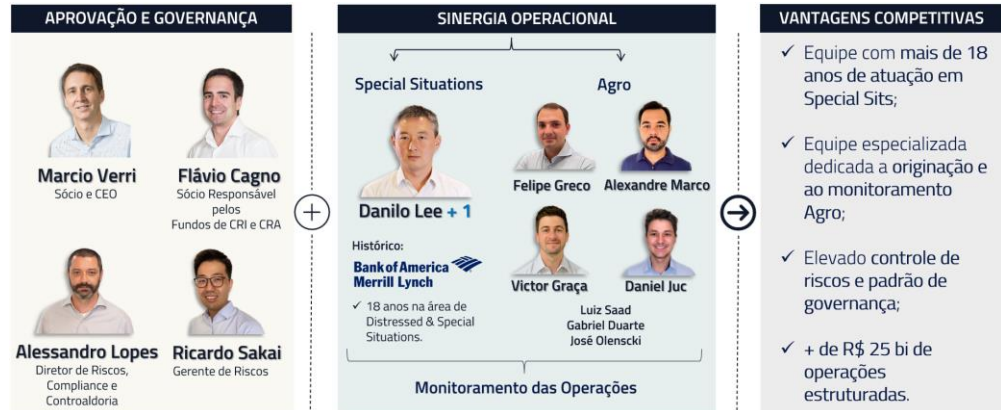 APROVAÇÃO E GOVERNANÇA
Marcio Verri
Sócio e CEO
Flávio Cagno
Sócio Responsável
pelos
Fundos de CRI e CRA
Alessandro Lopes
Diretor de Riscos,
Compliance e
Controaldoria
Ricardo Sakai
Gerente de Riscos
SINERGIA OPERACIONAL
Special Situations
Danilo Lee + 1
Histórico:
Bank of America
Merrill Lynch
✓ 18 anos na área de
Distressed & Special
Situations.
Agro
Felipe Greco
Alexandre Marco
Victor Graça
Daniel Juc
Luiz Saad
Gabriel Duarte
José Olenscki
Monitoramento das Operações
VANTAGENS COMPETITIVAS
✓ Equipe com mais de 18
anos de atuação em
Special Sits;
✓ Equipe especializada
dedicada a originação e
ao monitoramento
Agro;
✓ Elevado controle de
riscos e padrão de
governança;
✓ + de R$ 25 bi de
operações
estruturadas.